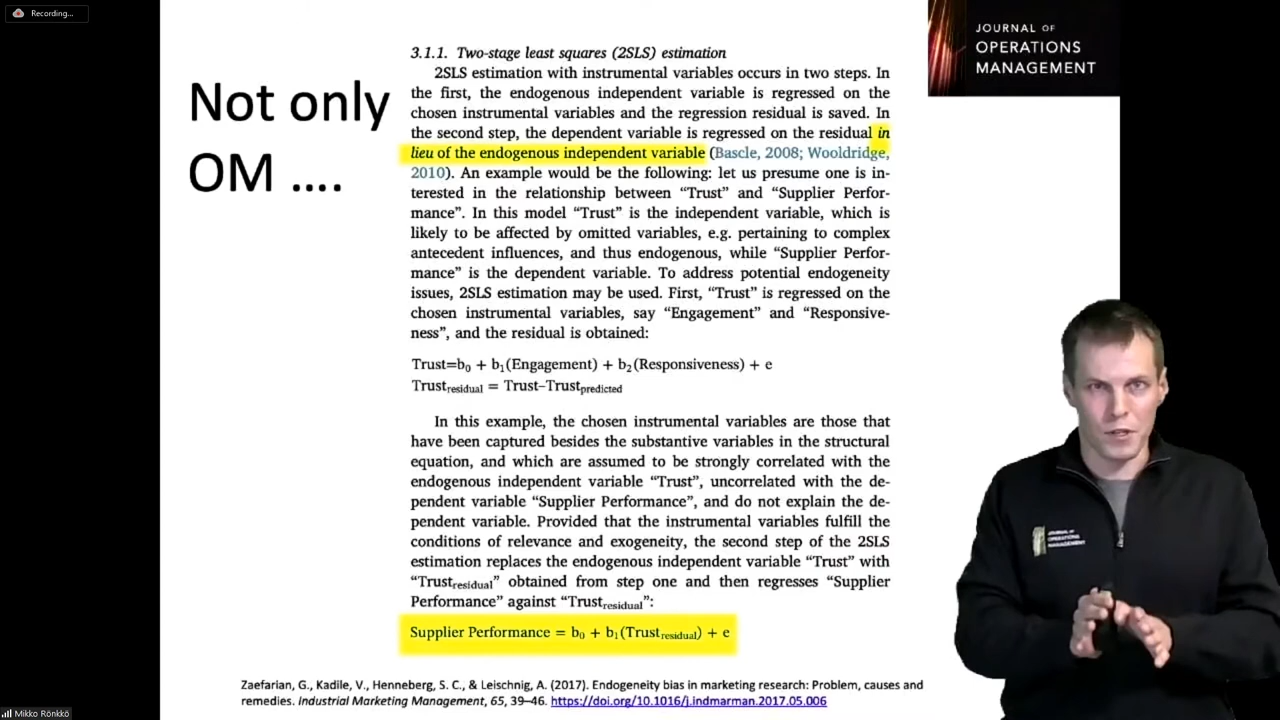 Recording...
JOURNAL OF
OPERATIONS
MANAGEMENT
Not only
OM ....
3.1.1. Two-stage least squares (2SLS) estimation
2SLS estimation with instrumental variables occurs in two steps. In
the first, the endogenous independent variable is regressed on the
chosen instrumental variables and the regression residual is saved. In
the second step, the dependent variable is regressed on the residual in
lieu of the endogenous independent variable (Bascle, 2008; Wooldridge,
2010). An example would be the following: let us presume one is in-
terested in the relationship between “Trust” and “Supplier Perfor-
mance”. In this model “Trust” is the independent variable, which is
likely to be affected by omitted variables, e.g. pertaining to complex
antecedent influences, and thus endogenous, while “Supplier Perfor-
mance” is the dependent variable. To address potential endogeneity
issues, 2SLS estimation may be used. First, “Trust” is regressed on the
chosen instrumental variables, say “Engagement” and “Responsive-
ness”, and the residual is obtained:
Trust=b0 + b1(Engagement) + b2(Responsiveness) + e
Trustresidual = Trust–Trustpredicted
In this example, the chosen instrumental variables are those that
have been captured besides the substantive variables in the structural
equation, and which are assumed to be strongly correlated with the
endogenous independent variable “Trust”, uncorrelated with the de-
pendent variable “Supplier Performance”, and do not explain the de-
pendent variable. Provided that the instrumental variables fulfill the
conditions of relevance and exogeneity, the second step of the 2SLS
estimation replaces the endogenous independent variable “Trust” with
“Trustresidual” obtained from step one and then regresses “Supplier
Performance” against “Trustresidual”:
Supplier Performance = b0 + b1(Trustresidual) + e
JOURNAL OF
OPERATIONS
MANAGEMENT
Zaefarian, G., Kadile, V., Henneberg, S. C., & Leischnig, A. (2017). Endogeneity bias in marketing research: Problem, causes and
remedies. Industrial Marketing Management, 65, 39–46. https://doi.org/10.1016/j.indmarman.2017.05.006
Mikko Rönkkö